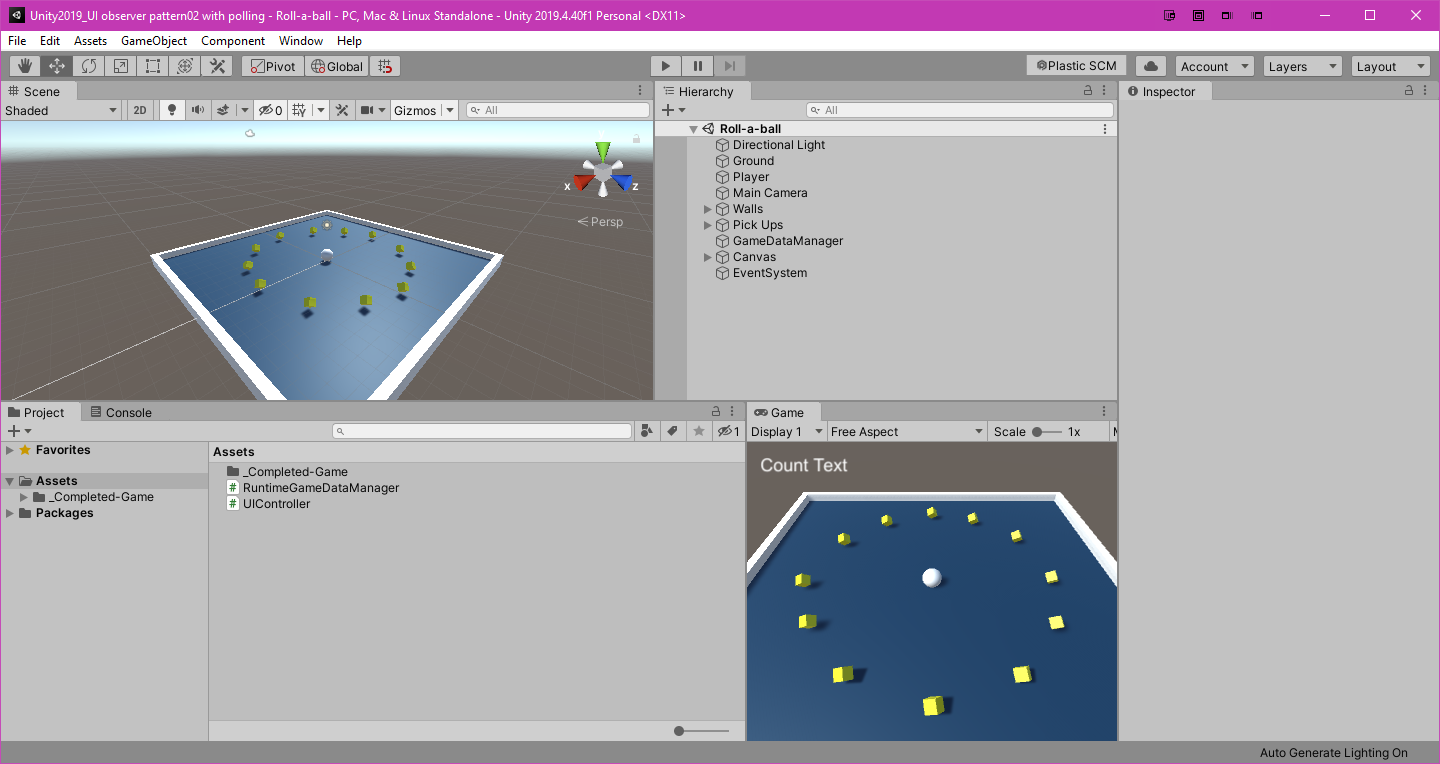 Unity2019_UI observer pattern02 with polling - Roll-a-ball - PC, Mac & Linux Standalone - Unity 2019.4.40f1 Personal <DX11>
File Edit Assets GameObject Component Window Help
Pivot Global Plastic SCM Account Layers Layout
Scene
Shaded 2D 0 Gizmos All
x z
Persp
Hierarchy
All
Roll-a-ball
Directional Light
Ground
Player
Main Camera
Walls
Pick Ups
GameDataManager
Canvas
EventSystem
Inspector
Project Console
1
Favorites
Assets
_Completed-Game
Packages
Assets
_Completed-Game
RuntimeGameDataManager
UIController
Game
Display 1 Free Aspect Scale 1x
Count Text
Auto Generate Lighting On